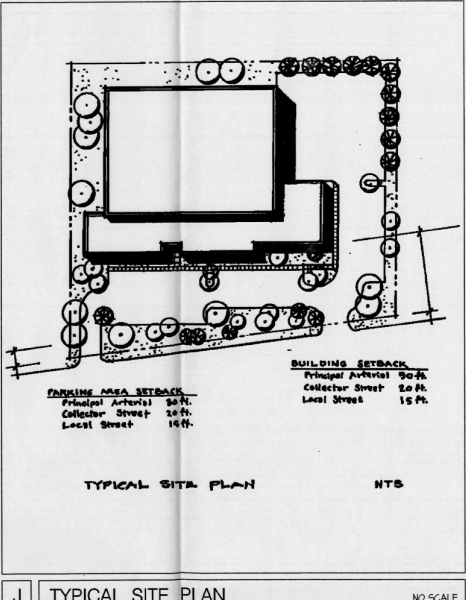 BUILDING SETBACK
Principal Arterial 30 ft.
Collector Street 20 ft.
Local Street 15 ft.
PARKING AREA SETBACK
Principal Arterial 30 ft.
Collector Street 20 ft.
Local Street 15 ft.
TYPICAL SITE PLAN NTS
J TYPICAL SITE PLAN NO SCALE